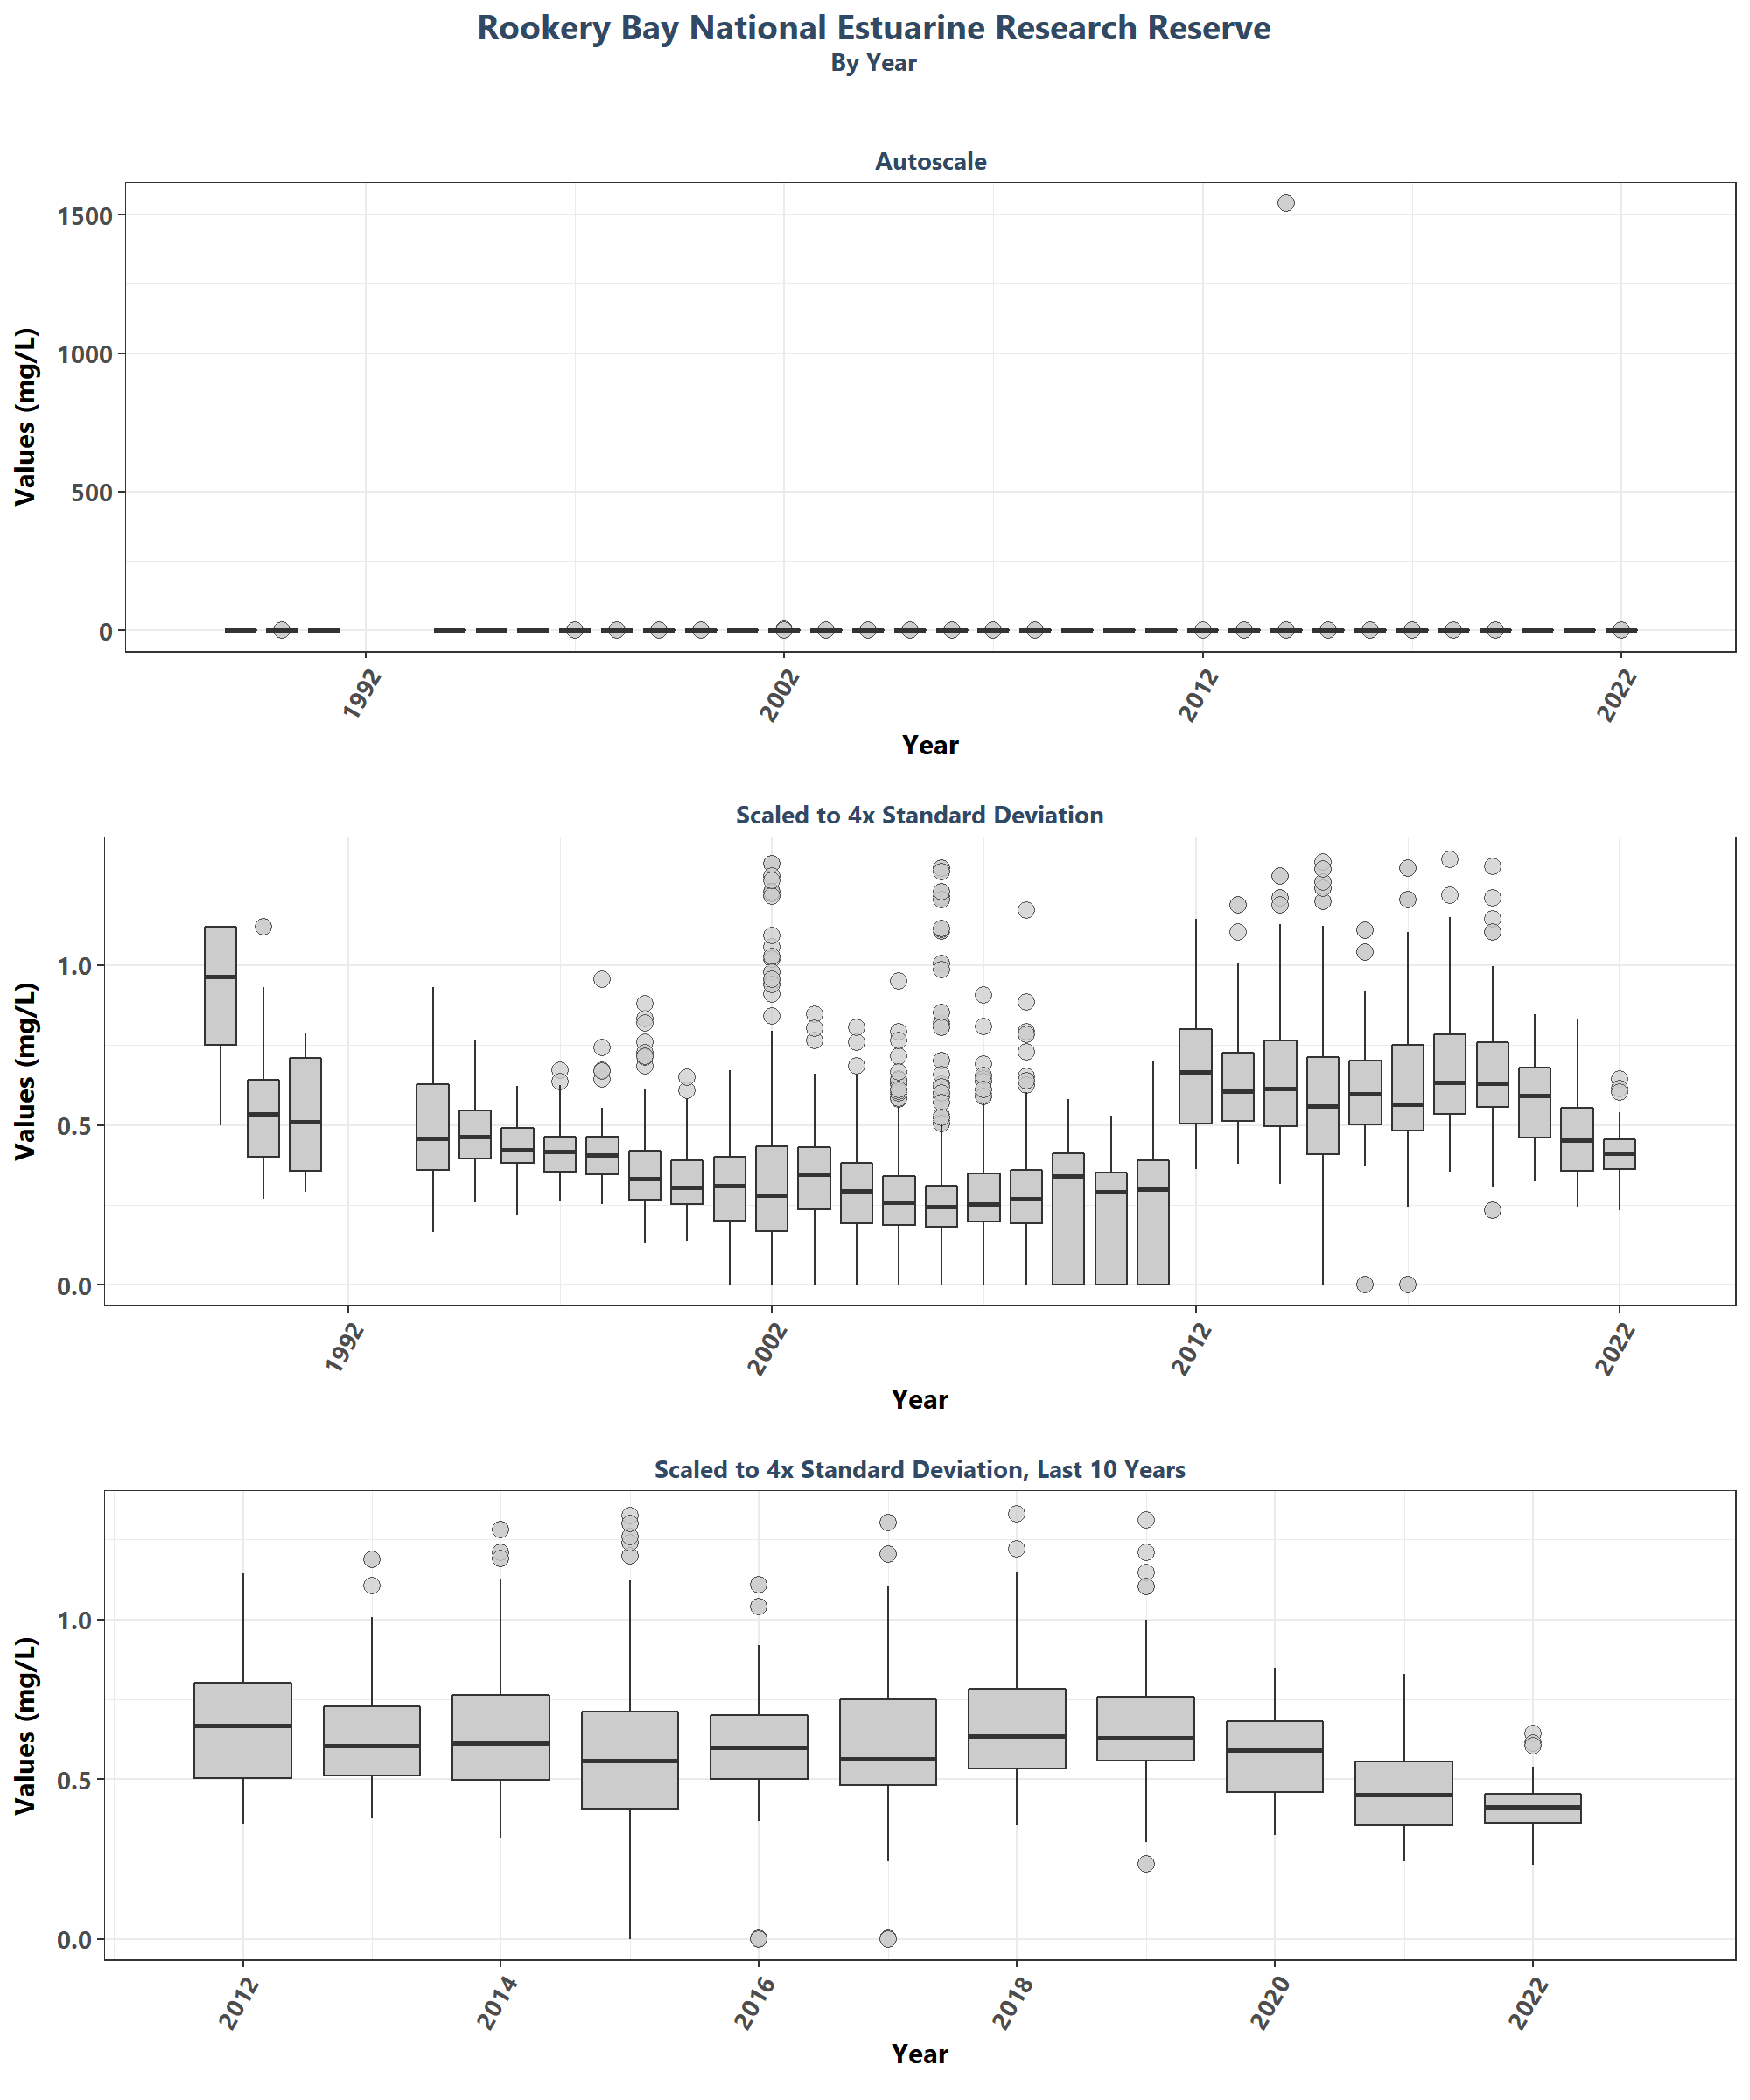 Rookery Bay National Estuarine Research Reserve
By Year
Autoscale
Values (mg/L)
1500
1000
500
0
1992
2002
2012
2022
Year
Scaled to 4x Standard Deviation
Values (mg/L)
1.0
0.5
0.0
1992
2002
2012
2022
Year
Scaled to 4x Standard Deviation, Last 10 Years
Values (mg/L)
1.0
0.5
0.0
2012
2014
2016
2018
2020
2022
Year